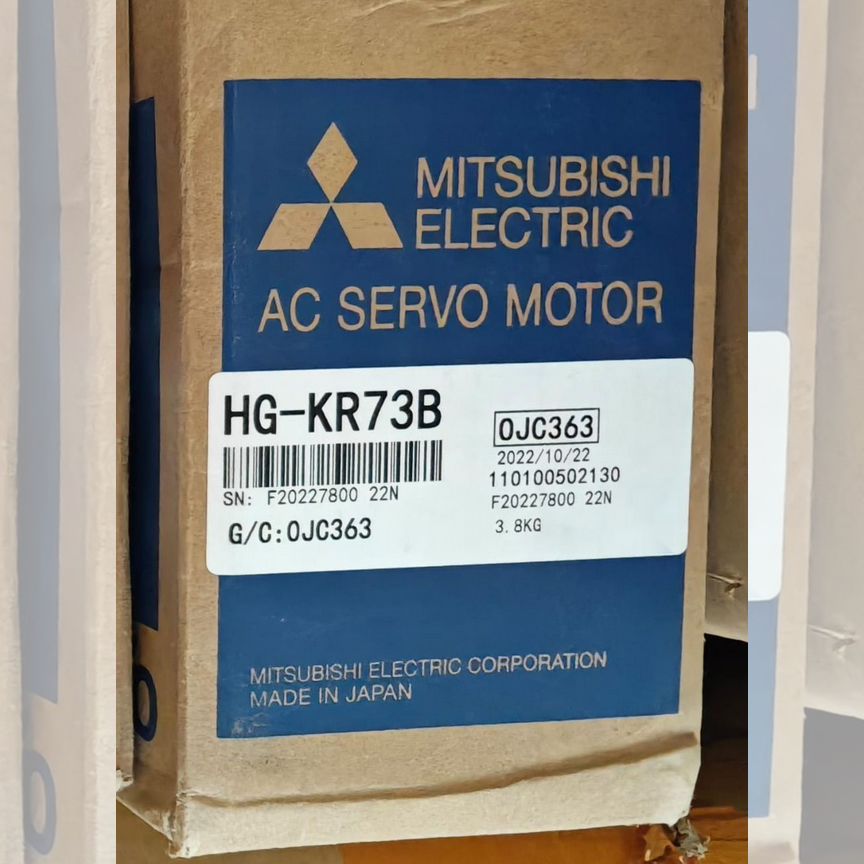 MITSUBISHI
ELECTRIC
AC SERVO MOTOR
HG-KR73B
SN: F20227800 22N
G/C:0JC363
0JC363
2022/10/22
110100502130
F20227800 22N
3.8KG
MITSUBISHI ELECTRIC CORPORATION
MADE IN JAPAN